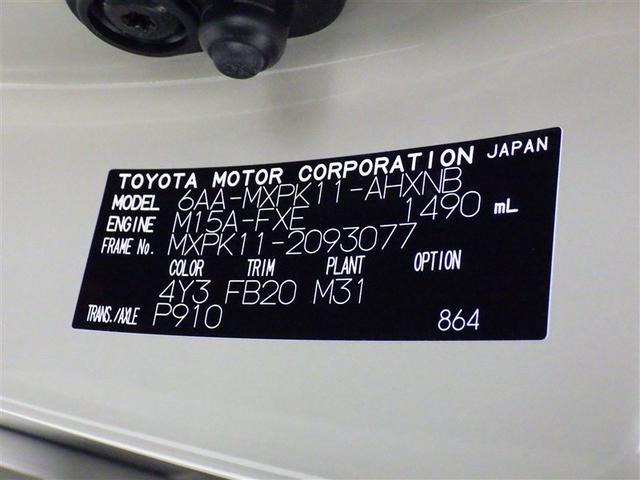 TOYOTA MOTOR CORPORATION JAPAN
MODEL 6AA-MXPK11-AHXNB
ENGINE M15A-FXE 1490 mL
FRAME No. MXPK11-2093077
COLOR TRIM PLANT OPTION
4Y3 FB20 M31
TRANS./AXLE P910 864